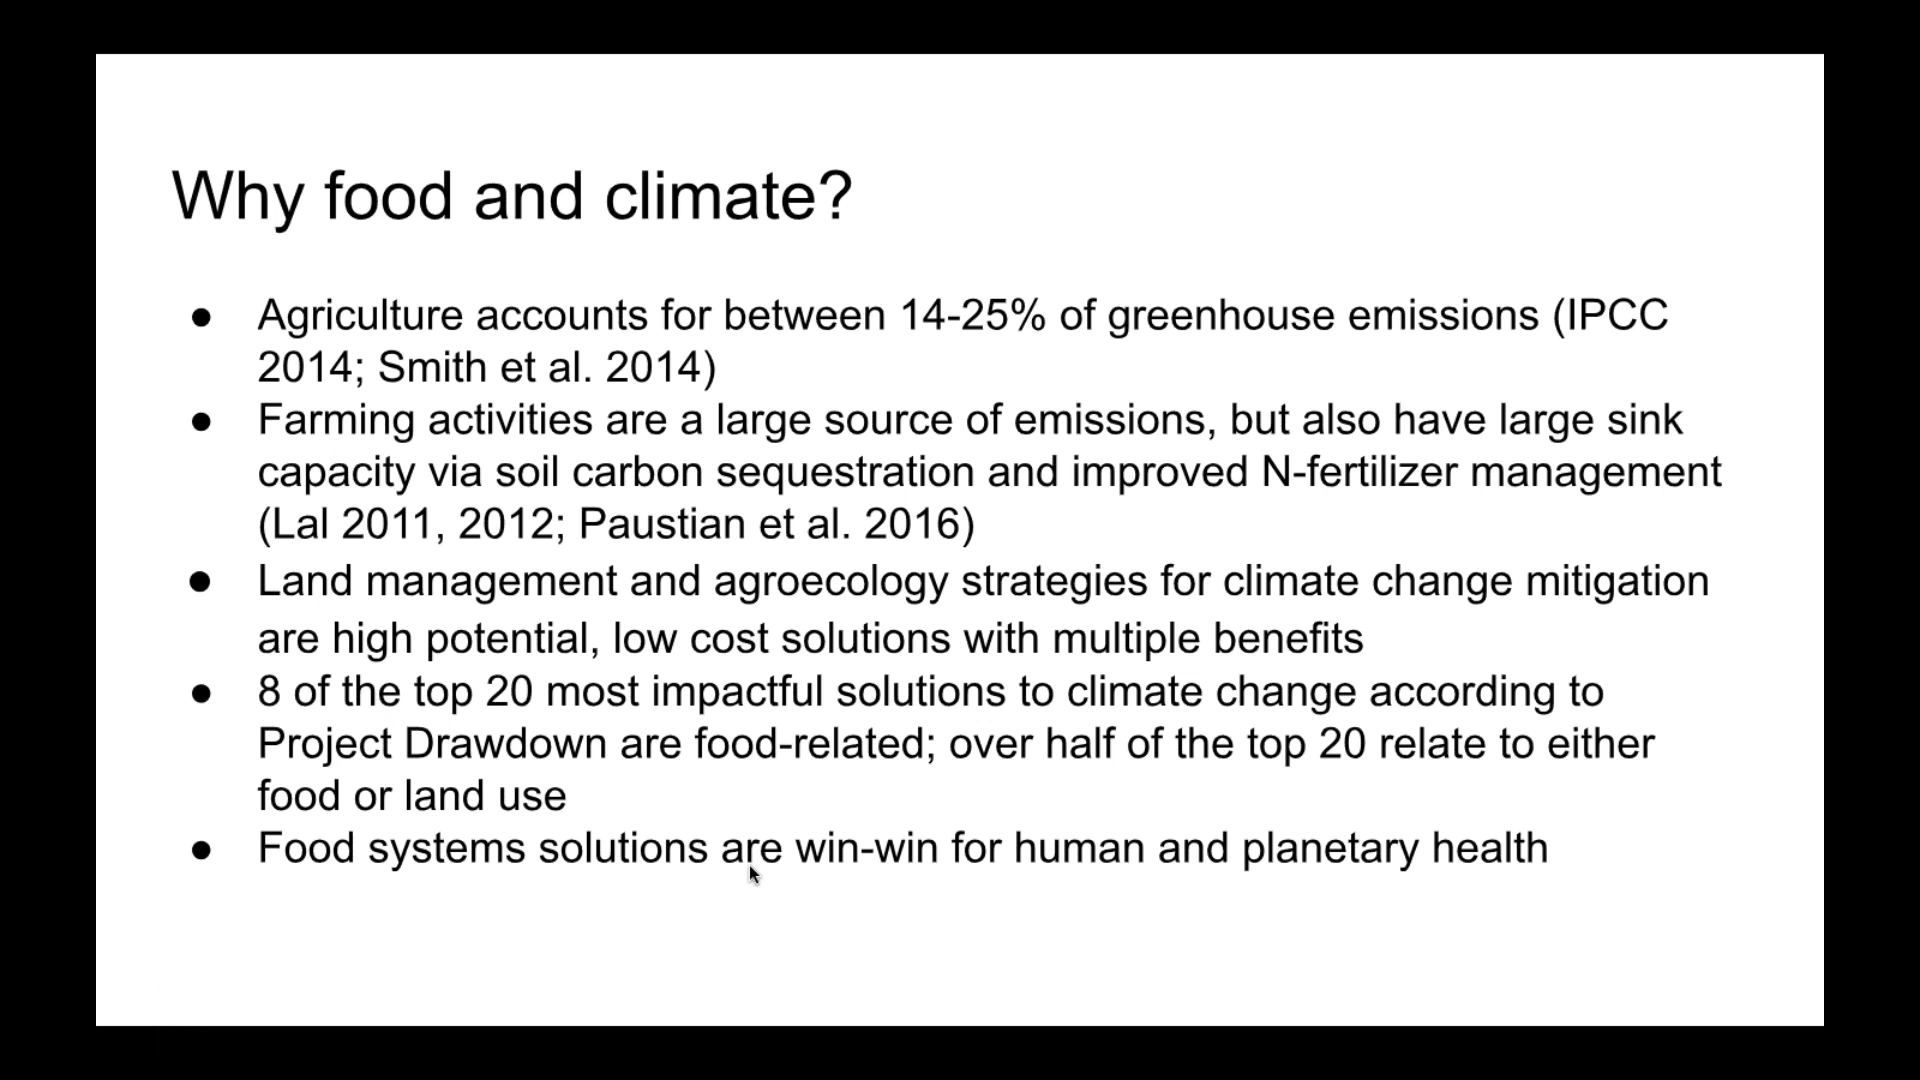 Why food and climate?
● Agriculture accounts for between 14-25% of greenhouse emissions (IPCC
2014; Smith et al. 2014)
● Farming activities are a large source of emissions, but also have large sink
capacity via soil carbon sequestration and improved N-fertilizer management
(Lal 2011, 2012; Paustian et al. 2016)
● Land management and agroecology strategies for climate change mitigation
are high potential, low cost solutions with multiple benefits
● 8 of the top 20 most impactful solutions to climate change according to
Project Drawdown are food-related; over half of the top 20 relate to either
food or land use
● Food systems solutions are win-win for human and planetary health